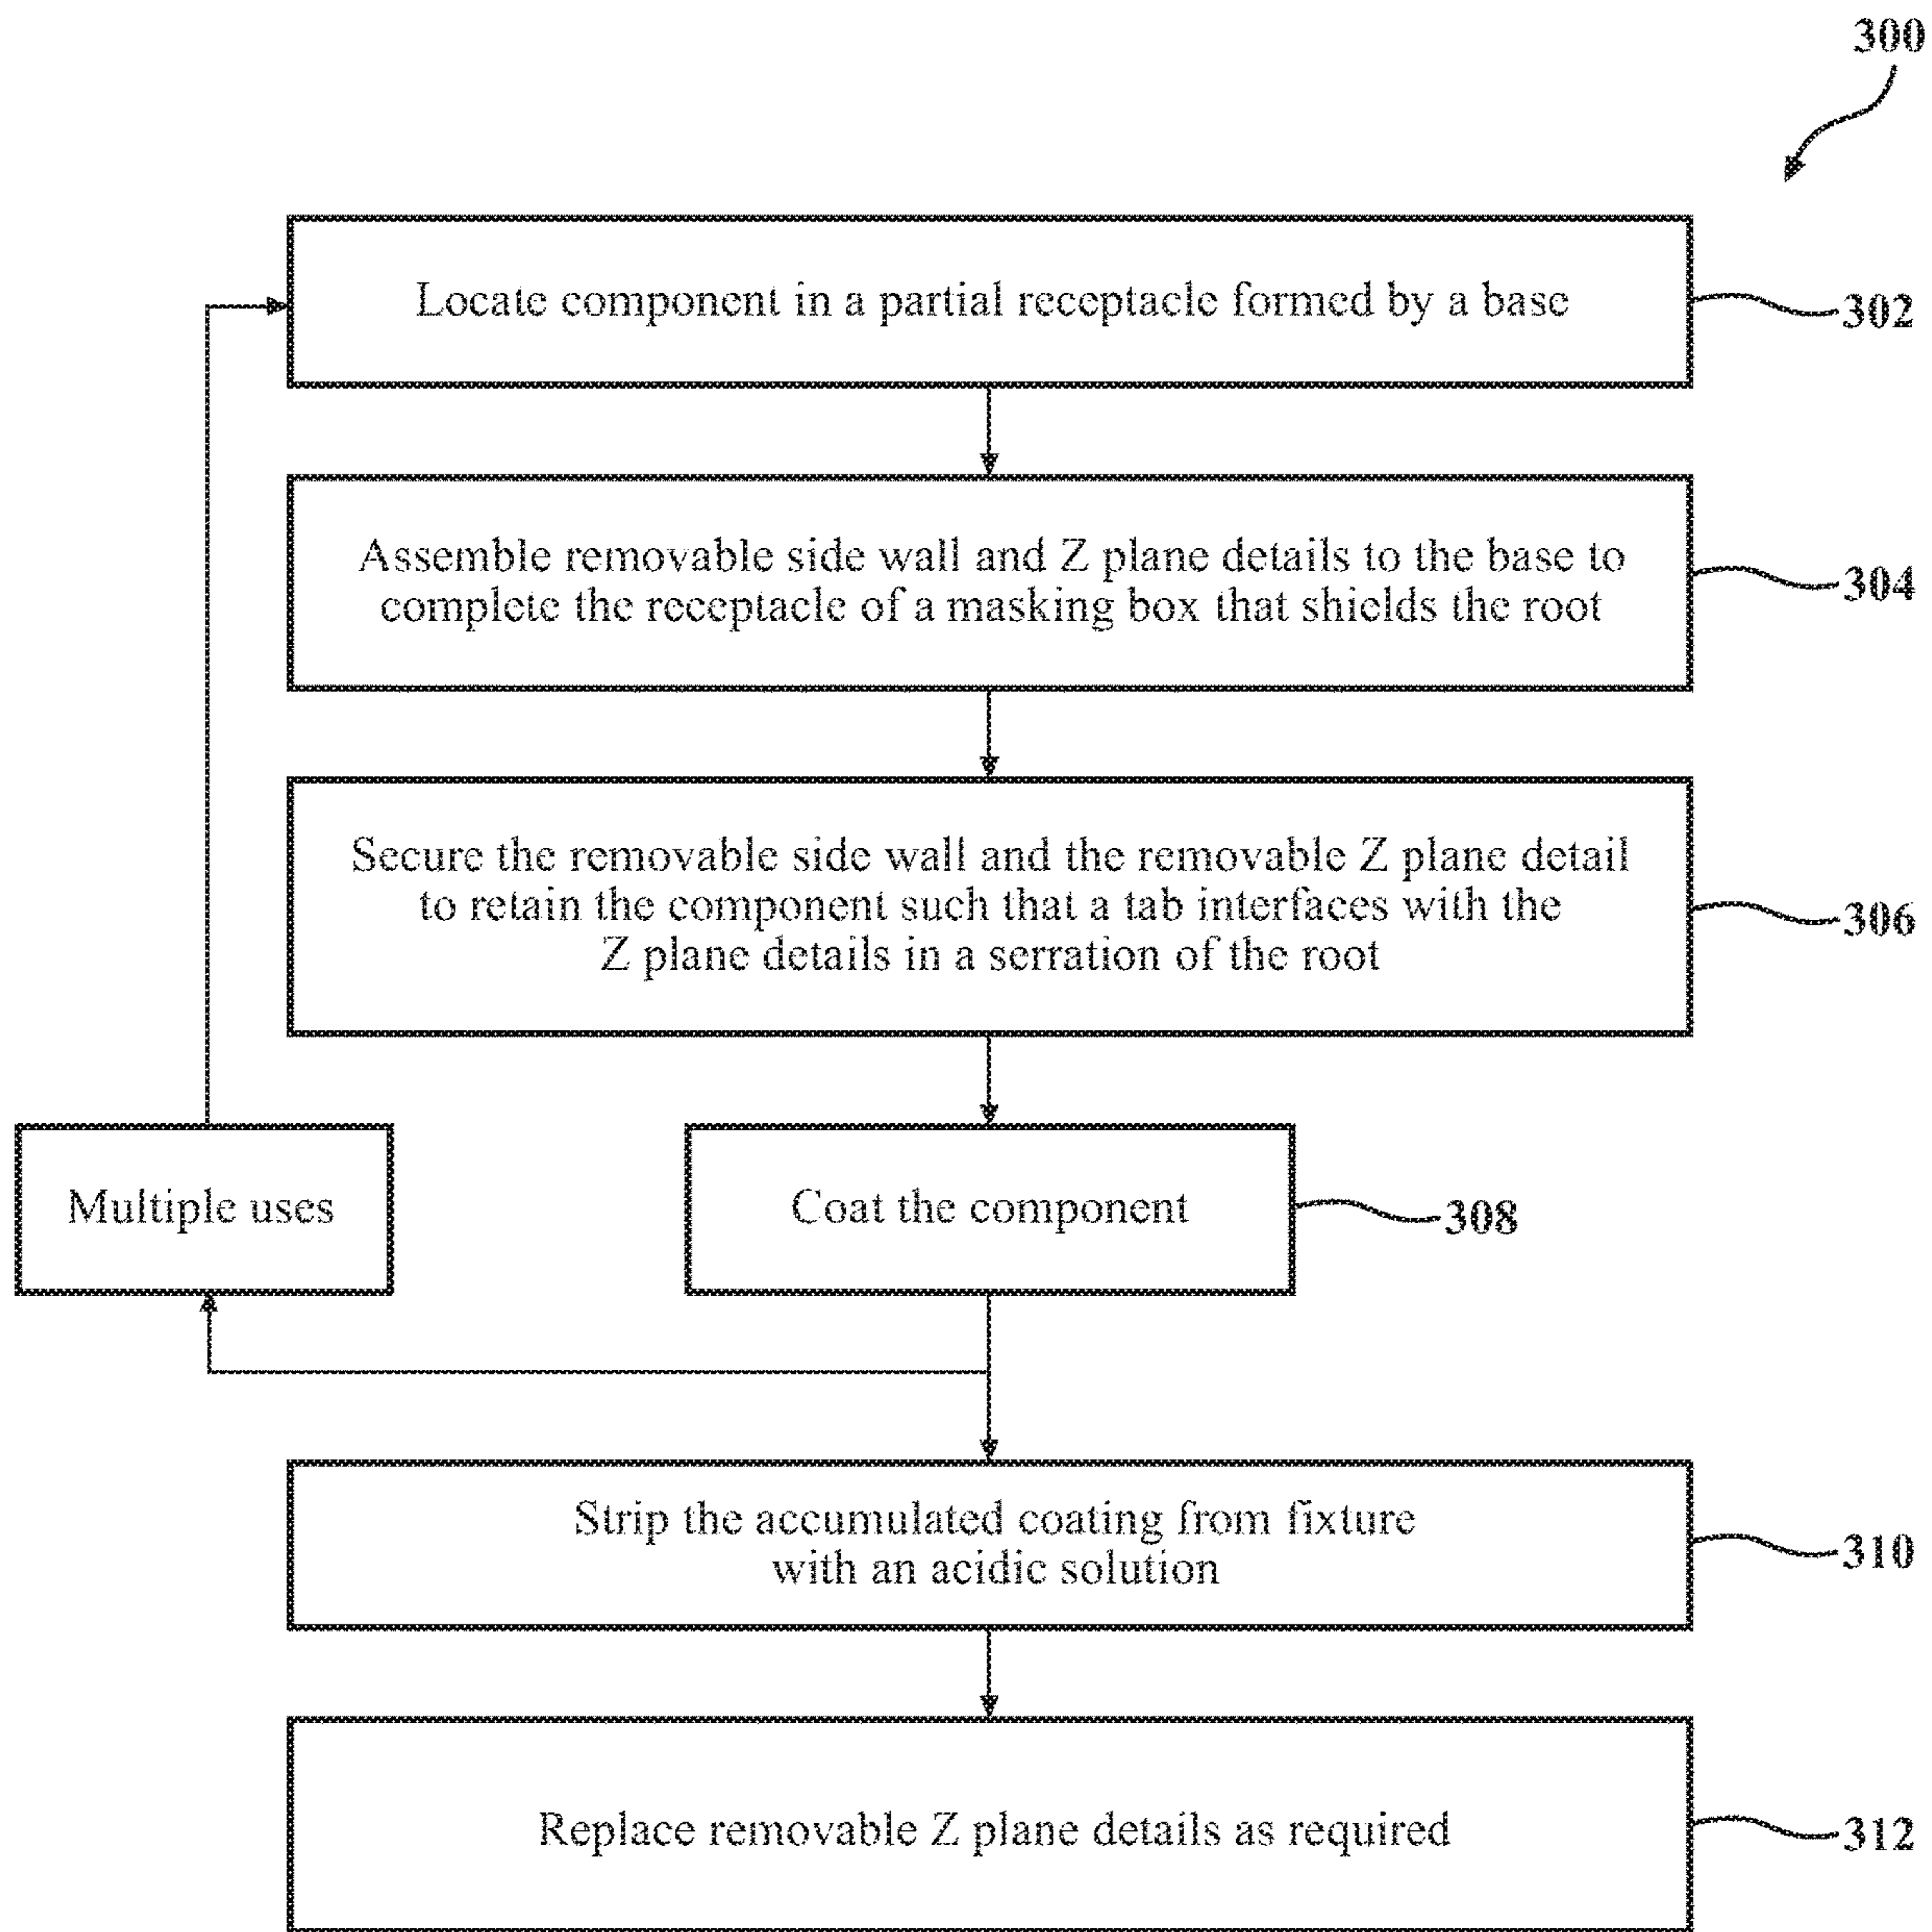 300
Locate component in a partial receptacle formed by a base
302
Assemble removable side wall and Z plane details to the base to
complete the receptacle of a masking box that shields the root
304
Secure the removable side wall and the removable Z plane detail
to retain the component such that a tab interfaces with the
Z plane details in a serration of the root
306
Multiple uses
Coat the component
308
Strip the accumulated coating from fixture
with an acidic solution
310
Replace removable Z plane details as required
312